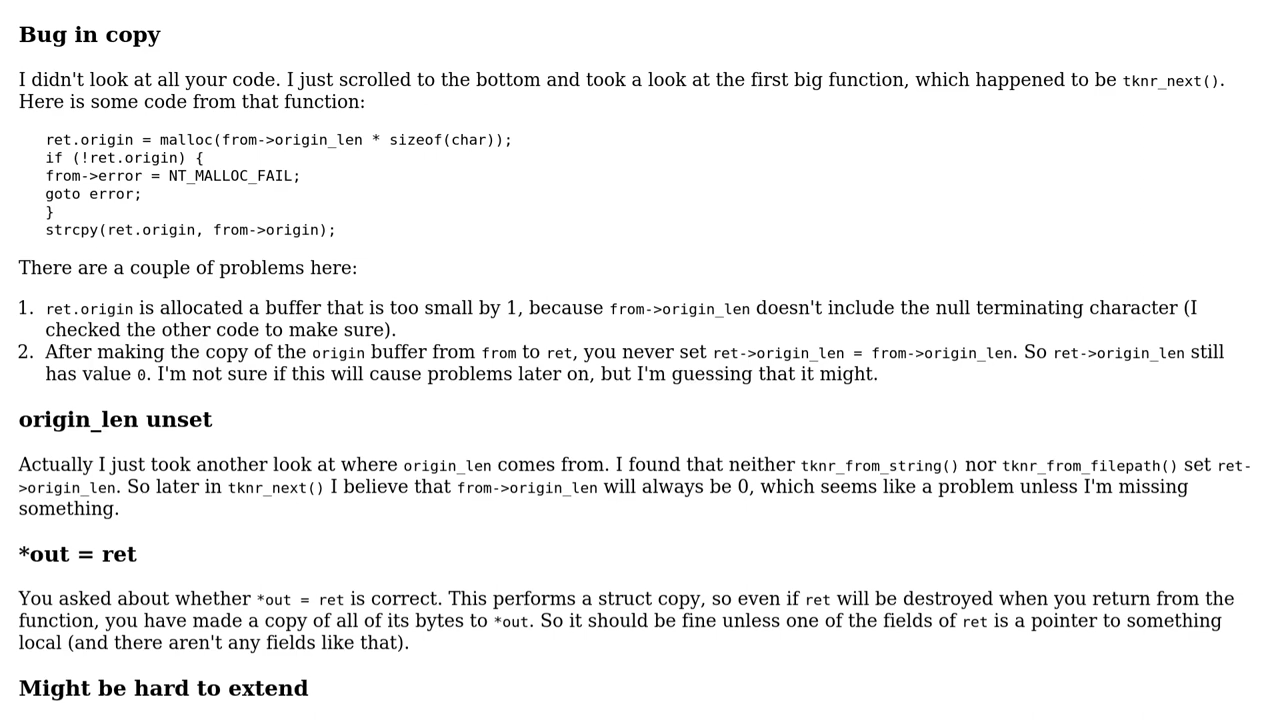 Bug in copy
I didn't look at all your code. I just scrolled to the bottom and took a look at the first big function, which happened to be tknr_next().
Here is some code from that function:
ret.origin = malloc(from->origin_len * sizeof(char));
if (!ret.origin) {
from->error = NT_MALLOC_FAIL;
goto error;
}
strcpy(ret.origin, from->origin);
There are a couple of problems here:
1. ret.origin is allocated a buffer that is too small by 1, because from->origin_len doesn't include the null terminating character (I
checked the other code to make sure).
2. After making the copy of the origin buffer from from to ret, you never set ret->origin_len = from->origin_len. So ret->origin_len still
has value 0. I'm not sure if this will cause problems later on, but I'm guessing that it might.
origin_len unset
Actually I just took another look at where origin_len comes from. I found that neither tknr_from_string() nor tknr_from_filepath() set ret-
>origin_len. So later in tknr_next() I believe that from->origin_len will always be 0, which seems like a problem unless I'm missing
something.
*out = ret
You asked about whether *out = ret is correct. This performs a struct copy, so even if ret will be destroyed when you return from the
function, you have made a copy of all of its bytes to *out. So it should be fine unless one of the fields of ret is a pointer to something
local (and there aren't any fields like that).
Might be hard to extend